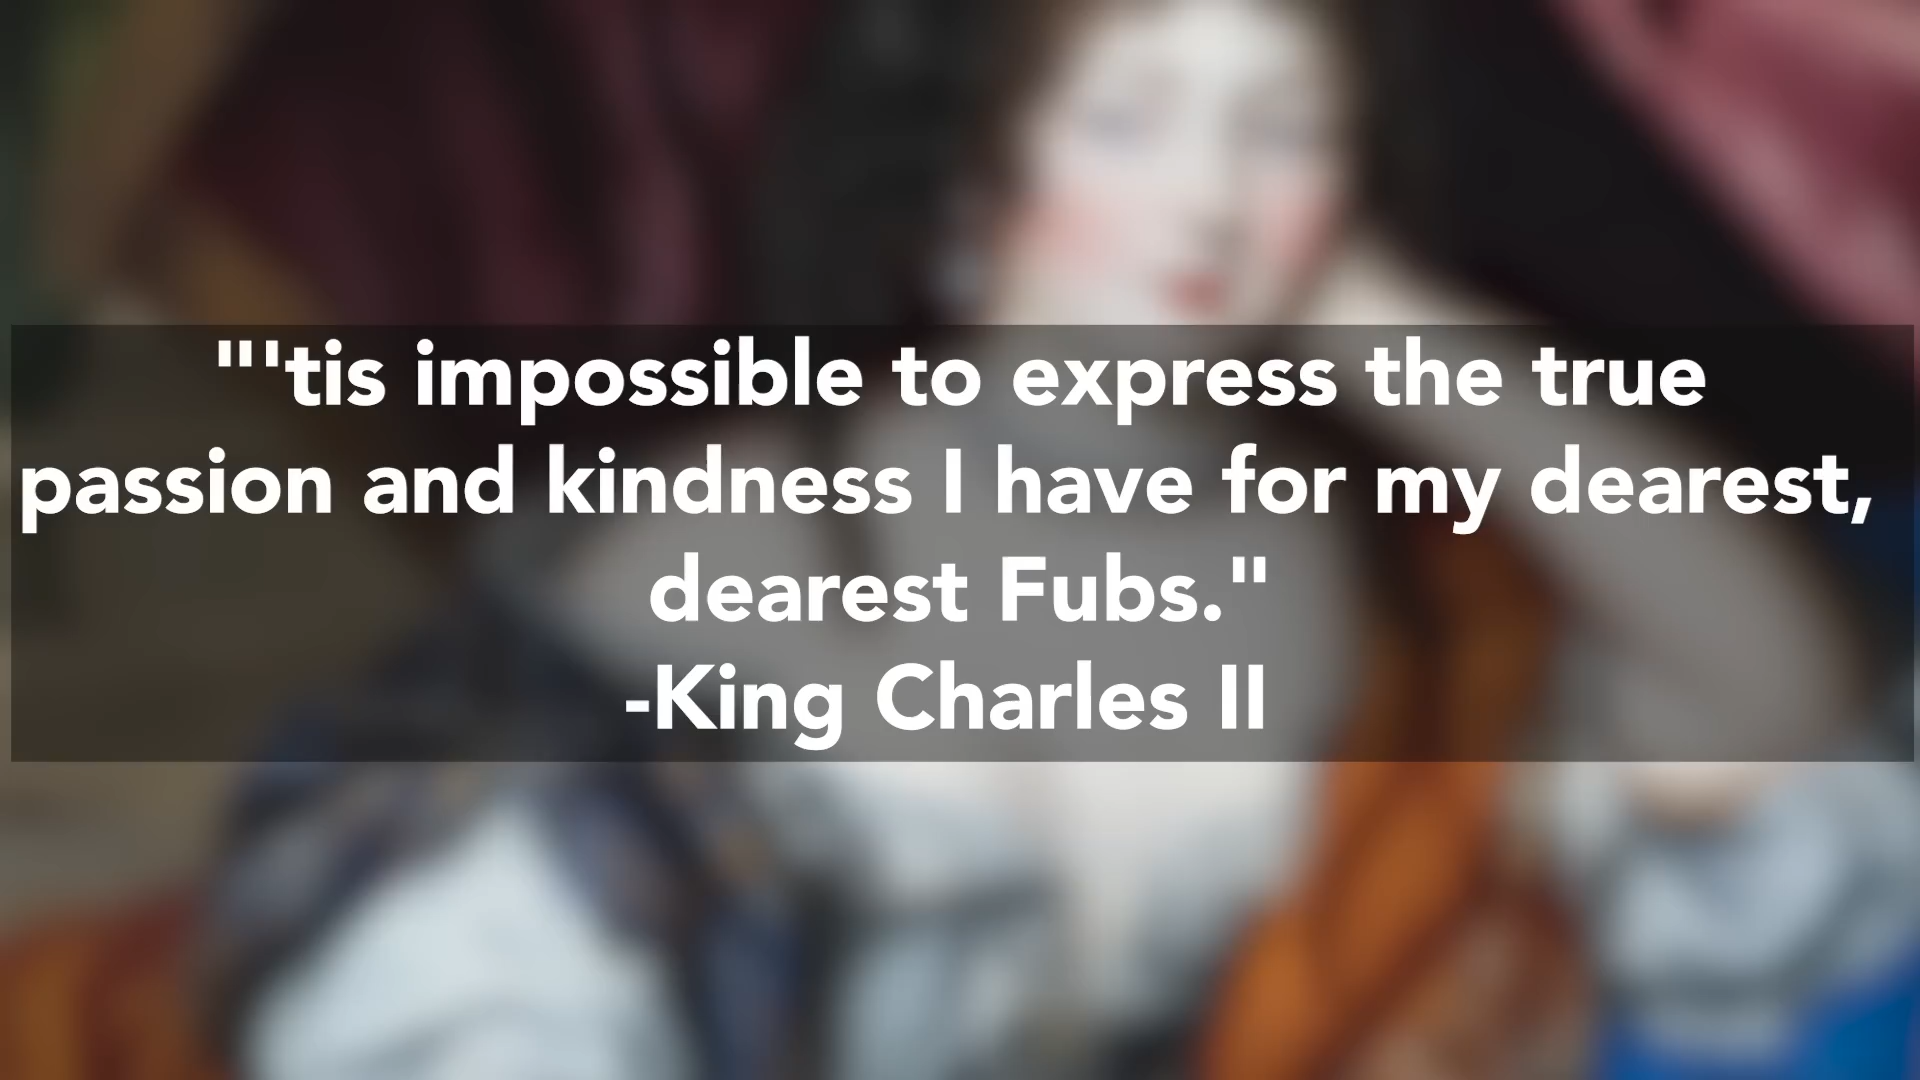 "'tis impossible to express the true
passion and kindness I have for my dearest,
dearest Fubs."
-King Charles II